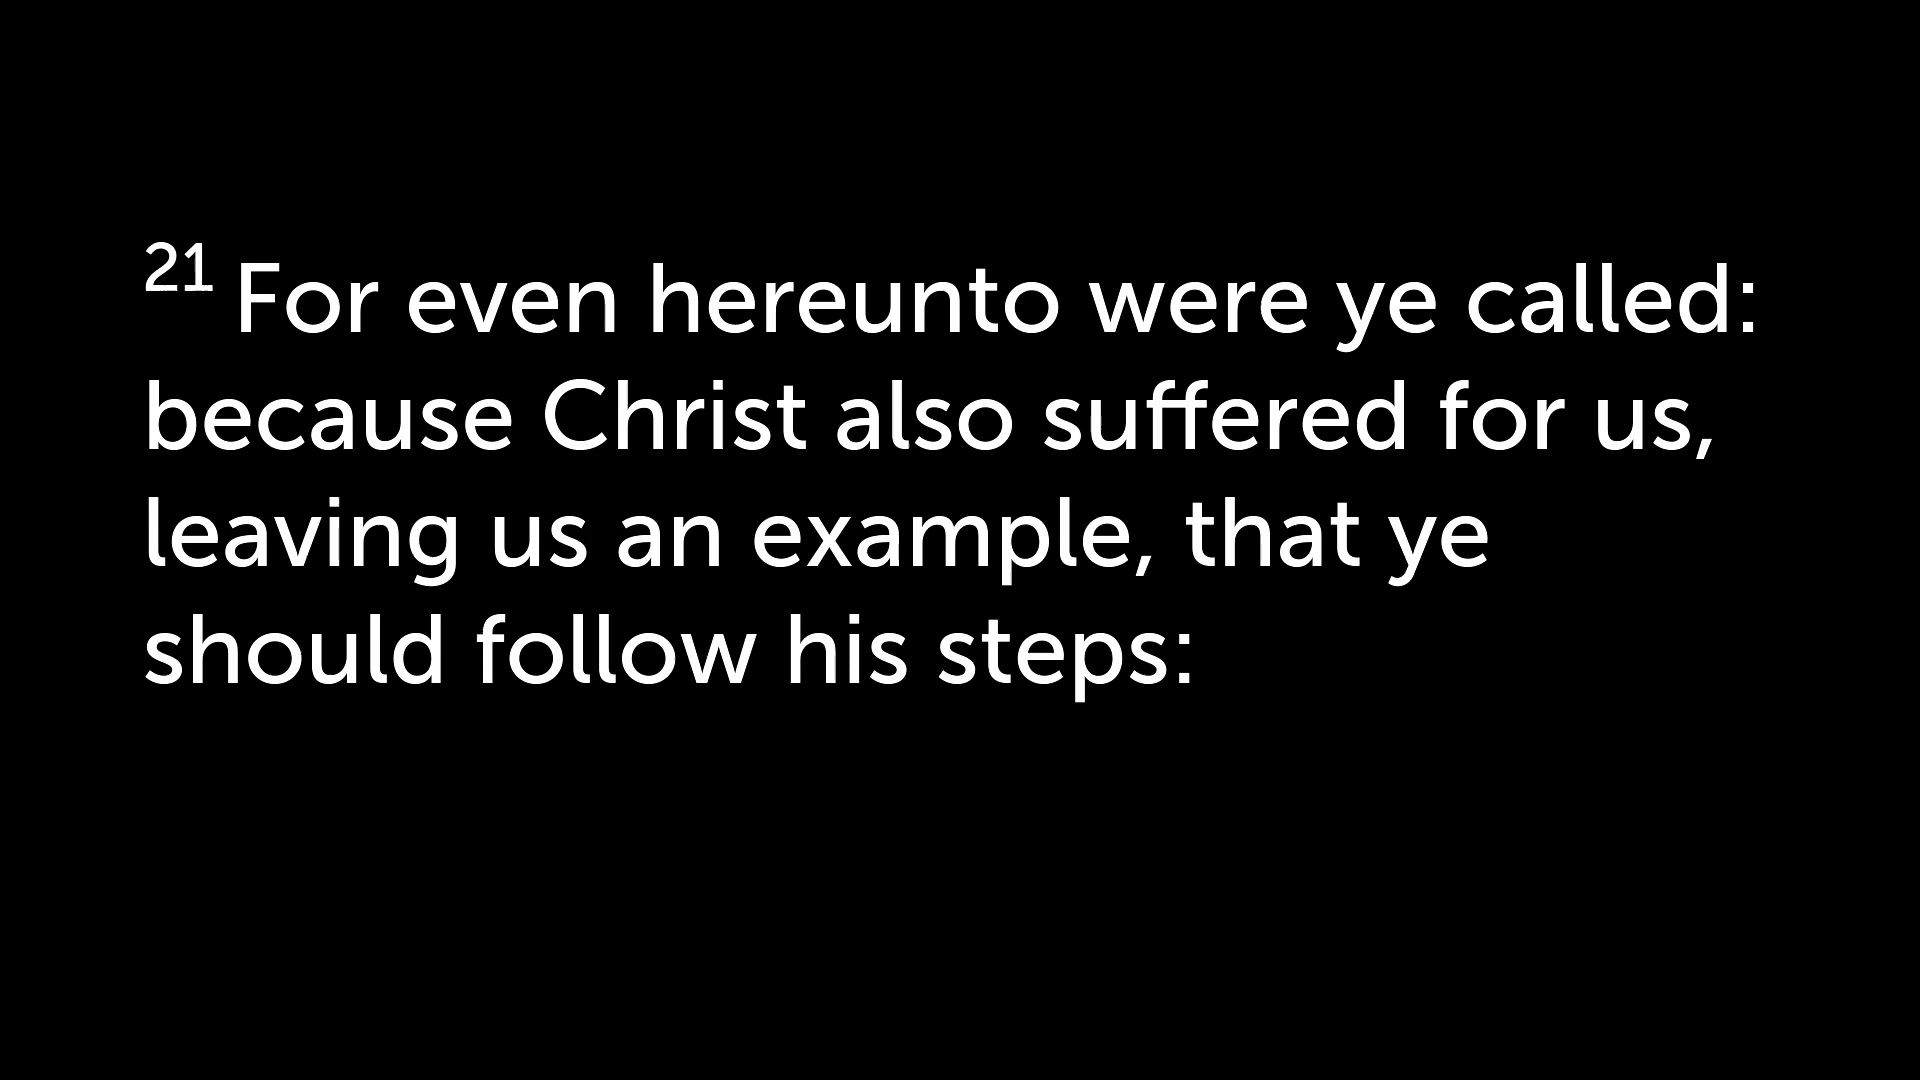 21 For even hereunto were ye called:
because Christ also suffered for us,
leaving us an example, that ye
should follow his steps: